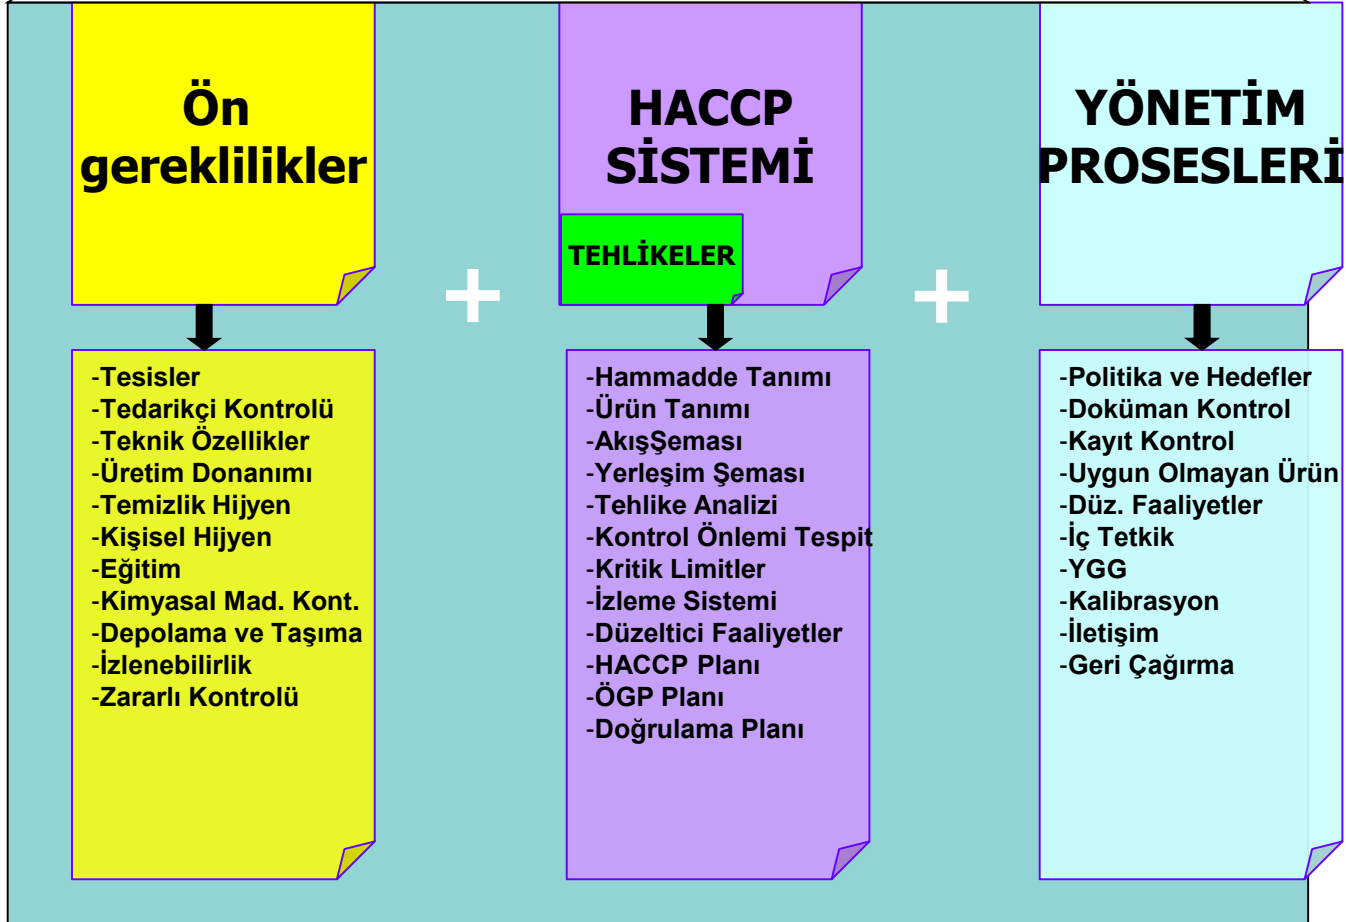 Ön
gereklilikler
-Tesisler
-Tedarikçi Kontrolü
-Teknik Özellikler
-Üretim Donanımı
-Temizlik Hijyen
-Kişisel Hijyen
-Eğitim
-Kimyasal Mad. Kont.
-Depolama ve Taşıma
-İzlenebilirlik
-Zararlı Kontrolü
+
HACCP
SİSTEMİ
TEHLİKELER
-Hammadde Tanımı
-Ürün Tanımı
-AkışŞeması
-Yerleşim Şeması
-Tehlike Analizi
-Kontrol Önlemi Tespit
-Kritik Limitler
-İzleme Sistemi
-Düzeltici Faaliyetler
-HACCP Planı
-ÖGP Planı
-Doğrulama Planı
+
YÖNETİM
PROSESLERİ
-Politika ve Hedefler
-Doküman Kontrol
-Kayıt Kontrol
-Uygun Olmayan Ürün
-Düz. Faaliyetler
-İç Tetkik
-YGG
-Kalibrasyon
-İletişim
-Geri Çağırma